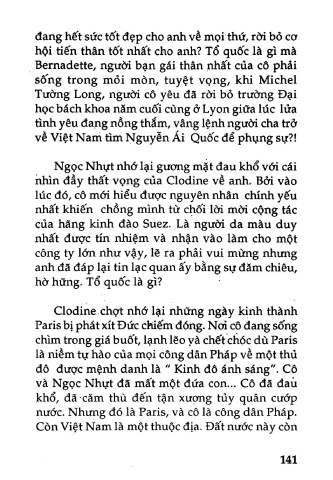 đang hết sức tốt đẹp cho anh về mọi thứ, rời bỏ cơ
hội tiến thân tốt nhất cho anh? Tổ quốc là gì mà
Bernadette, người bạn gái thân nhất của cô phải
sống trong mỏi mòn, tuyệt vọng, khi Michel
Tường Long, người cô yêu đã rời bỏ trường Đại
học bách khoa năm cuối cùng ở Lyon giữa lúc lửa
tình yêu đang nồng thắm, vâng lệnh người cha trở
về Việt Nam tìm Nguyễn Ái Quốc để phụng sự?!
Ngọc Nhựt nhớ lại gương mặt đau khổ với cái
nhìn đầy thất vọng của Clodine về anh. Bởi vào
lúc đó, cô mới hiểu được nguyên nhân chính yếu
nhất khiến chồng mình từ chối lời mời cộng tác
của hãng kinh đào Suez. Là người da màu duy
nhất được tín nhiệm và nhận vào làm cho một
công ty lớn như vậy, lẽ ra phải vui mừng nhưng
anh đã đáp lại tin lạc quan ấy bằng sự đăm chiêu,
hờ hững. Tổ quốc là gì?
Clodine chợt nhớ lại những ngày kinh thành
Paris bị phát xít Đức chiếm đóng. Nơi cô đang sống
chìm trong giá buốt, lạnh lẽo và chết chóc dù Paris
là niềm tự hào của mọi công dân Pháp về một thủ
đô được mệnh danh là “ Kinh đô ánh sáng”. Cô
và Ngọc Nhựt đã mất một đứa con... Cô đã đau
khổ, đã căm thù đến tận xương tủy quân cướp
nước. Nhưng đó là Paris, và cô là công dân Pháp.
Còn Việt Nam là một thuộc địa. Đất nước này còn
141